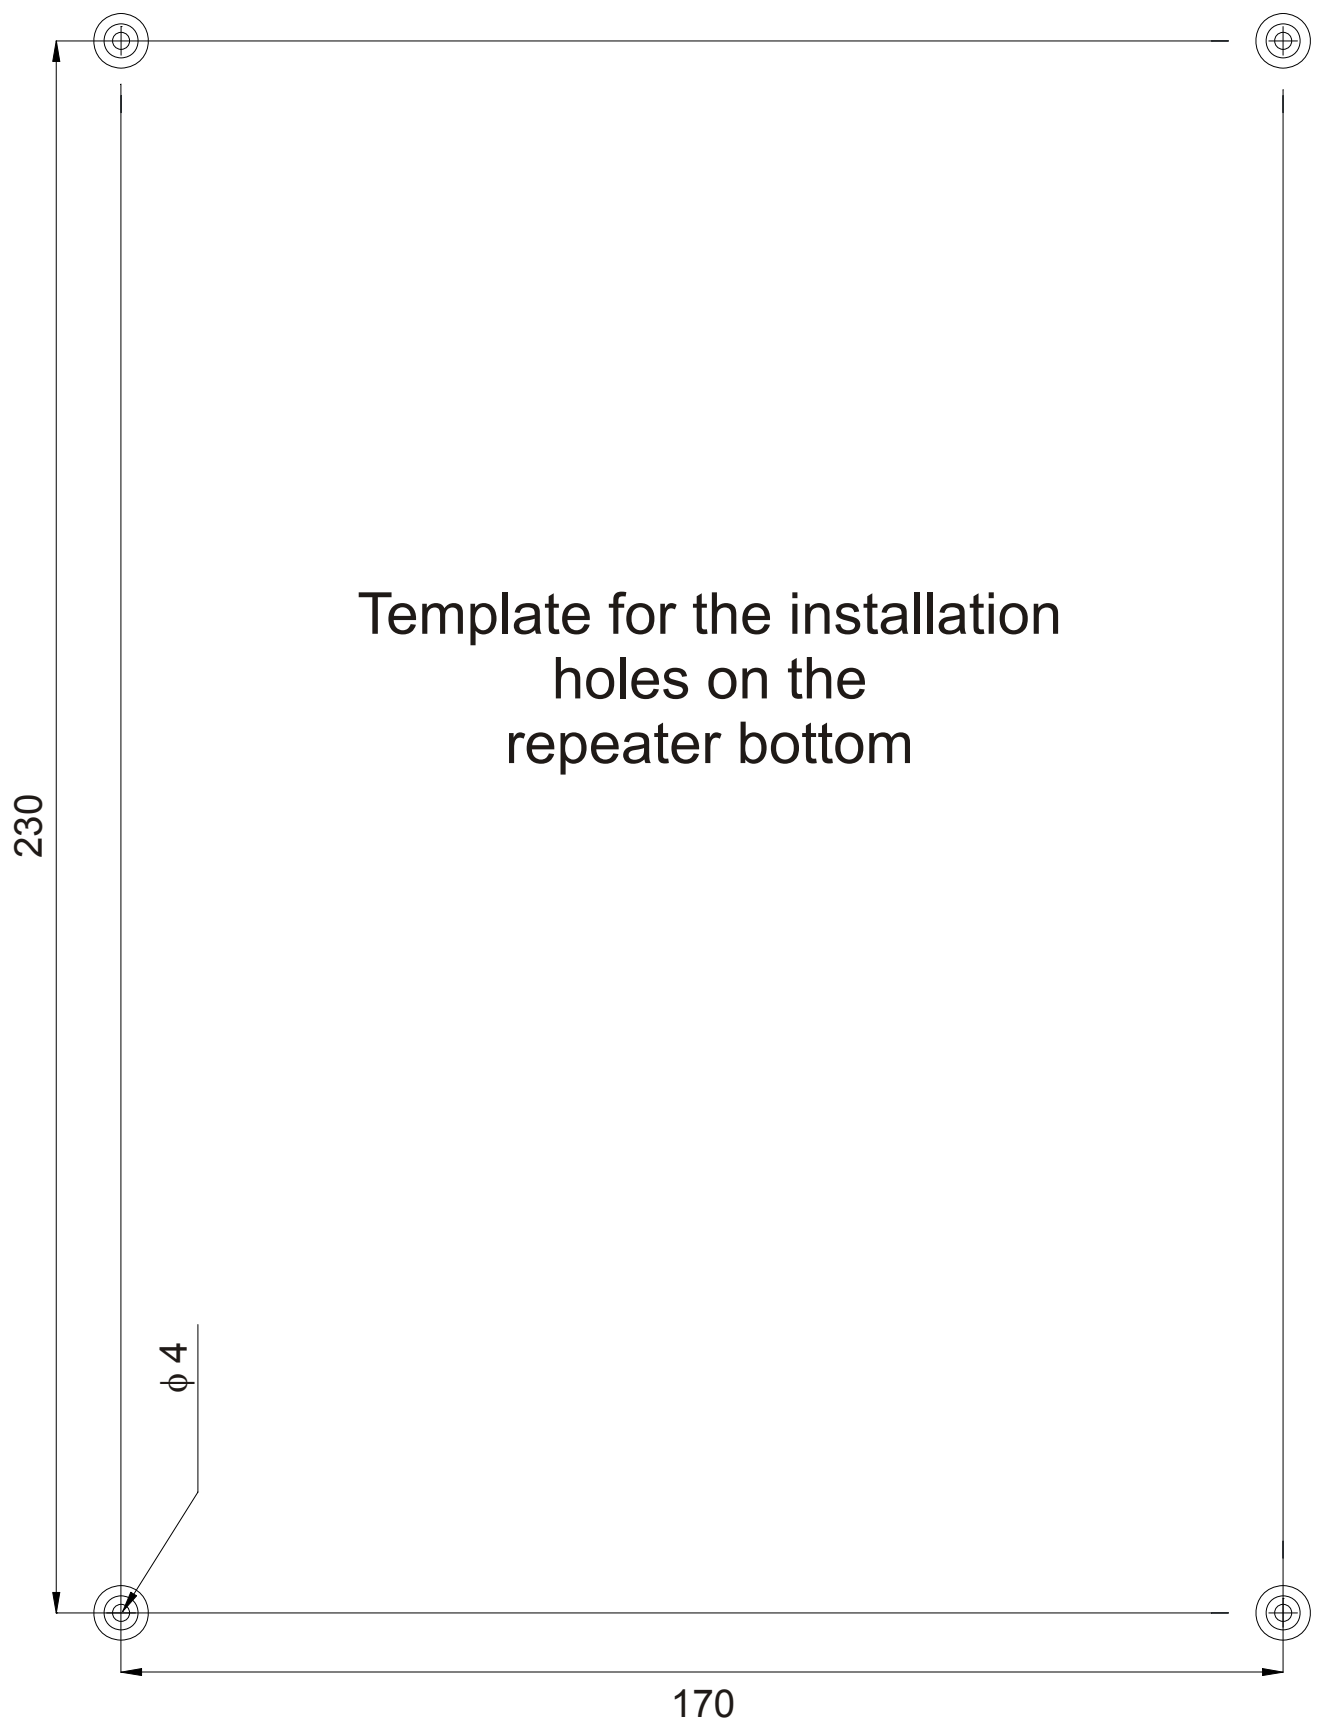 Template for the installation
holes on the
repeater bottom
230
ϕ 4
170